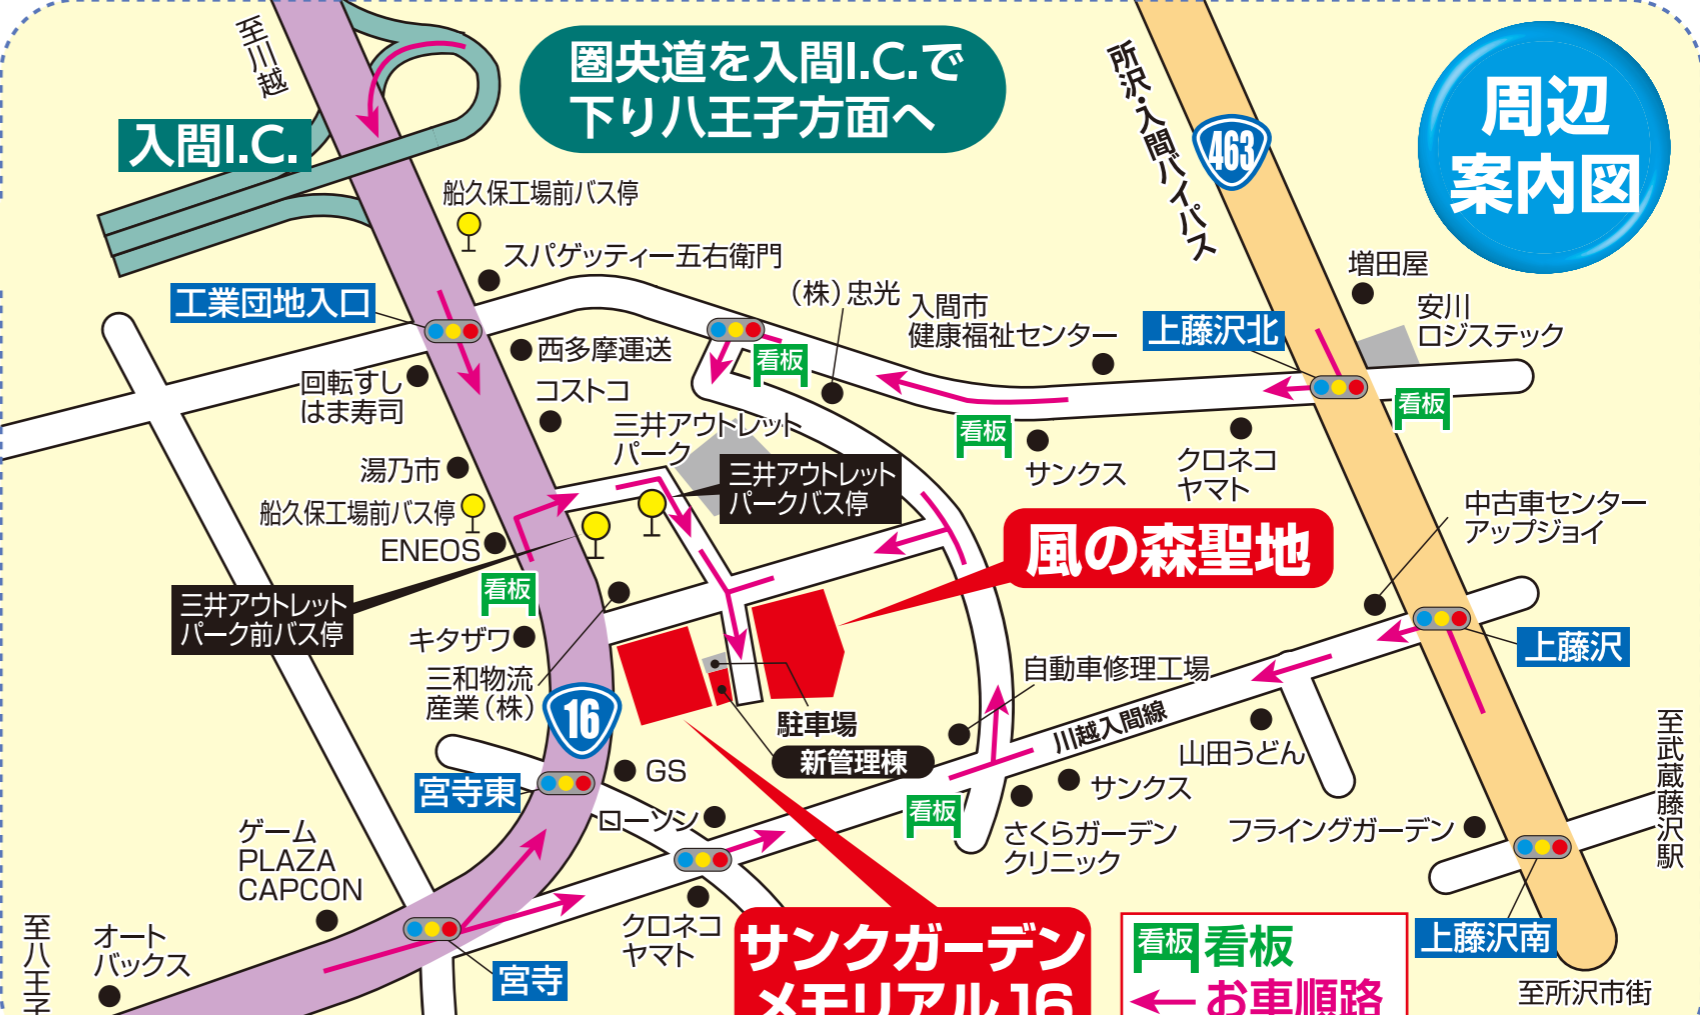 至川越
圏央道を入間I.C.で
下り八王子方面へ
所沢・入間バイパス
463
周辺
案内図
入間I.C.
船久保工場前バス停
スパゲッティー五右衛門
工業団地入口
(株)忠光
入間市
健康福祉センター
上藤沢北
増田屋
安川
ロジステック
西多摩運送
看板
コストコ
回転すし
はま寿司
看板
看板
三井アウトレット
パーク
サンクス
クロネコ
ヤマト
湯乃市
三井アウトレット
パークバス停
船久保工場前バス停
ENEOS
中古車センター
アップジョイ
風の森聖地
看板
三井アウトレット
パーク前バス停
キタザワ
上藤沢
三和物流
産業(株)
16
自動車修理工場
駐車場
新管理棟
川越入間線
山田うどん
至武蔵藤沢駅
GS
宮寺東
サンクス
看板
ローソン
さくらガーデン
クリニック
フライングガーデン
ゲーム
PLAZA
CAPCON
クロネコ
ヤマト
至八王子
オート
バックス
宮寺
サンクガーデン
メモリアル16
看板
看板
お車順路
上藤沢南
至所沢市街